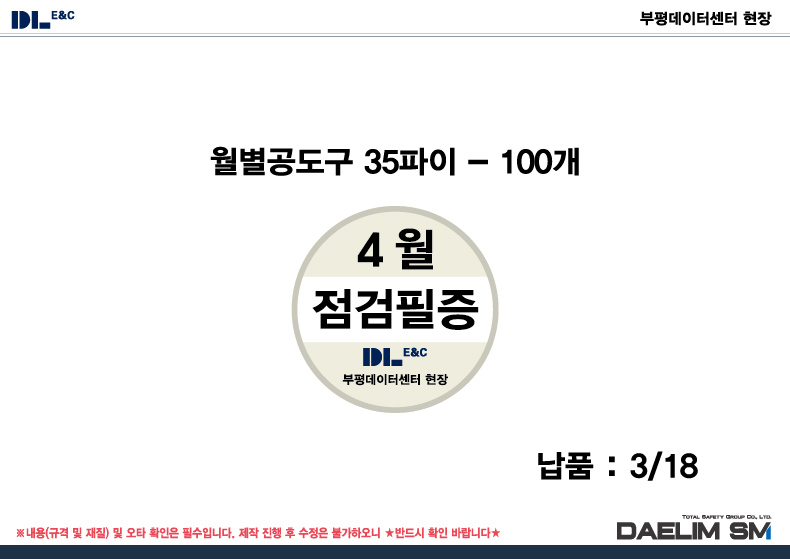 DL E&C
부평데이터센터 현장
월별공도구 35파이 - 100개
4 월
점검필증
DL E&C
부평데이터센터 현장
납품 : 3/18
※내용(규격 및 재질) 및 오타 확인은 필수입니다. 제작 진행 후 수정은 불가하오니 ★반드시 확인 바랍니다★
TOTAL SAFETY GROUP CO., LTD.
DAELIM SM